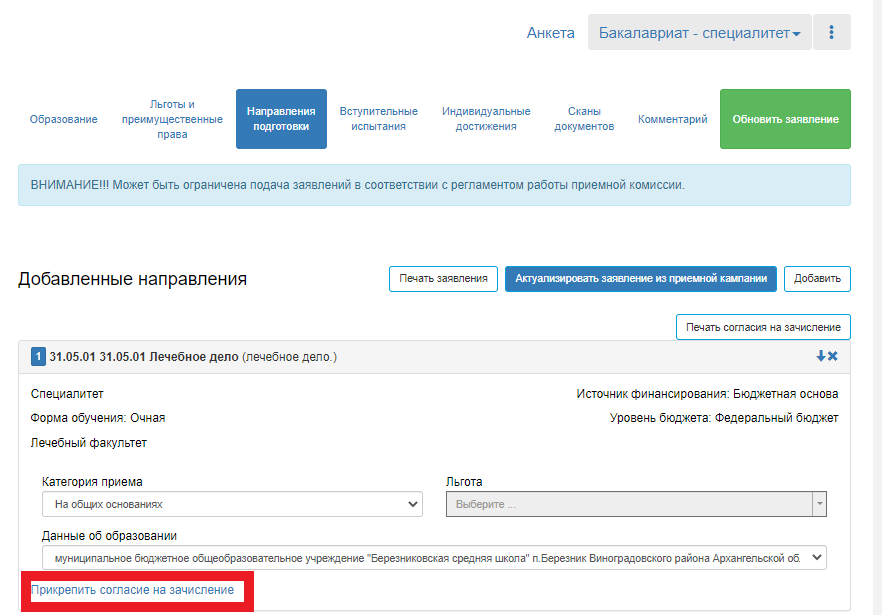 Анкета Бакалавриат - специалитет
Образование
Льготы и
преимущественные
права
Направления
подготовки
Вступительные
испытания
Индивидуальные
достижения
Сканы
документов
Комментарий
Обновить заявление
ВНИМАНИЕ!!! Может быть ограничена подача заявлений в соответствии с регламентом работы приемной комиссии.
Добавленные направления
Печать заявления
Актуализировать заявление из приемной кампании
Добавить
Печать согласия на зачисление
1 31.05.01 31.05.01 Лечебное дело (лечебное дело.)
Специалитет
Источник финансирования: Бюджетная основа
Форма обучения: Очная
Уровень бюджета: Федеральный бюджет
Лечебный факультет
Категория приема
Льгота
На общих основаниях
Выберите ...
Данные об образовании
муниципальное бюджетное общеобразовательное учреждение "Березниковская средняя школа" п.Березник Виноградовского района Архангельской об.
Прикрепить согласие на зачисление